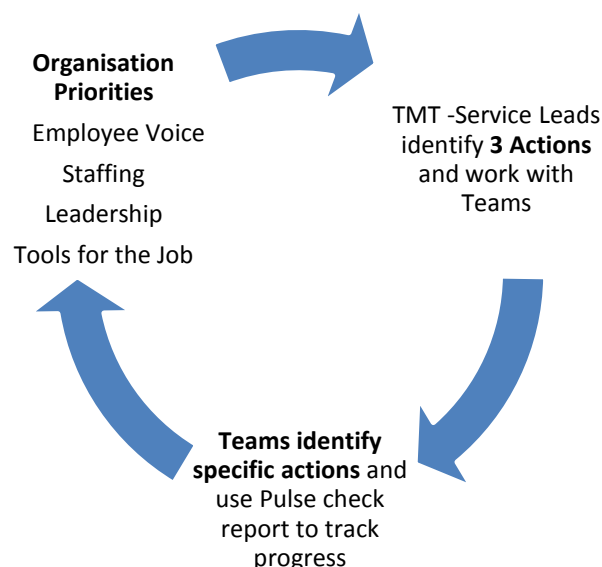 Organisation
Priorities
Employee Voice
Staffing
Leadership
Tools for the Job
TMT -Service Leads
identify 3 Actions
and work with
Teams
Teams identify
specific actions and
use Pulse check
report to track
progress